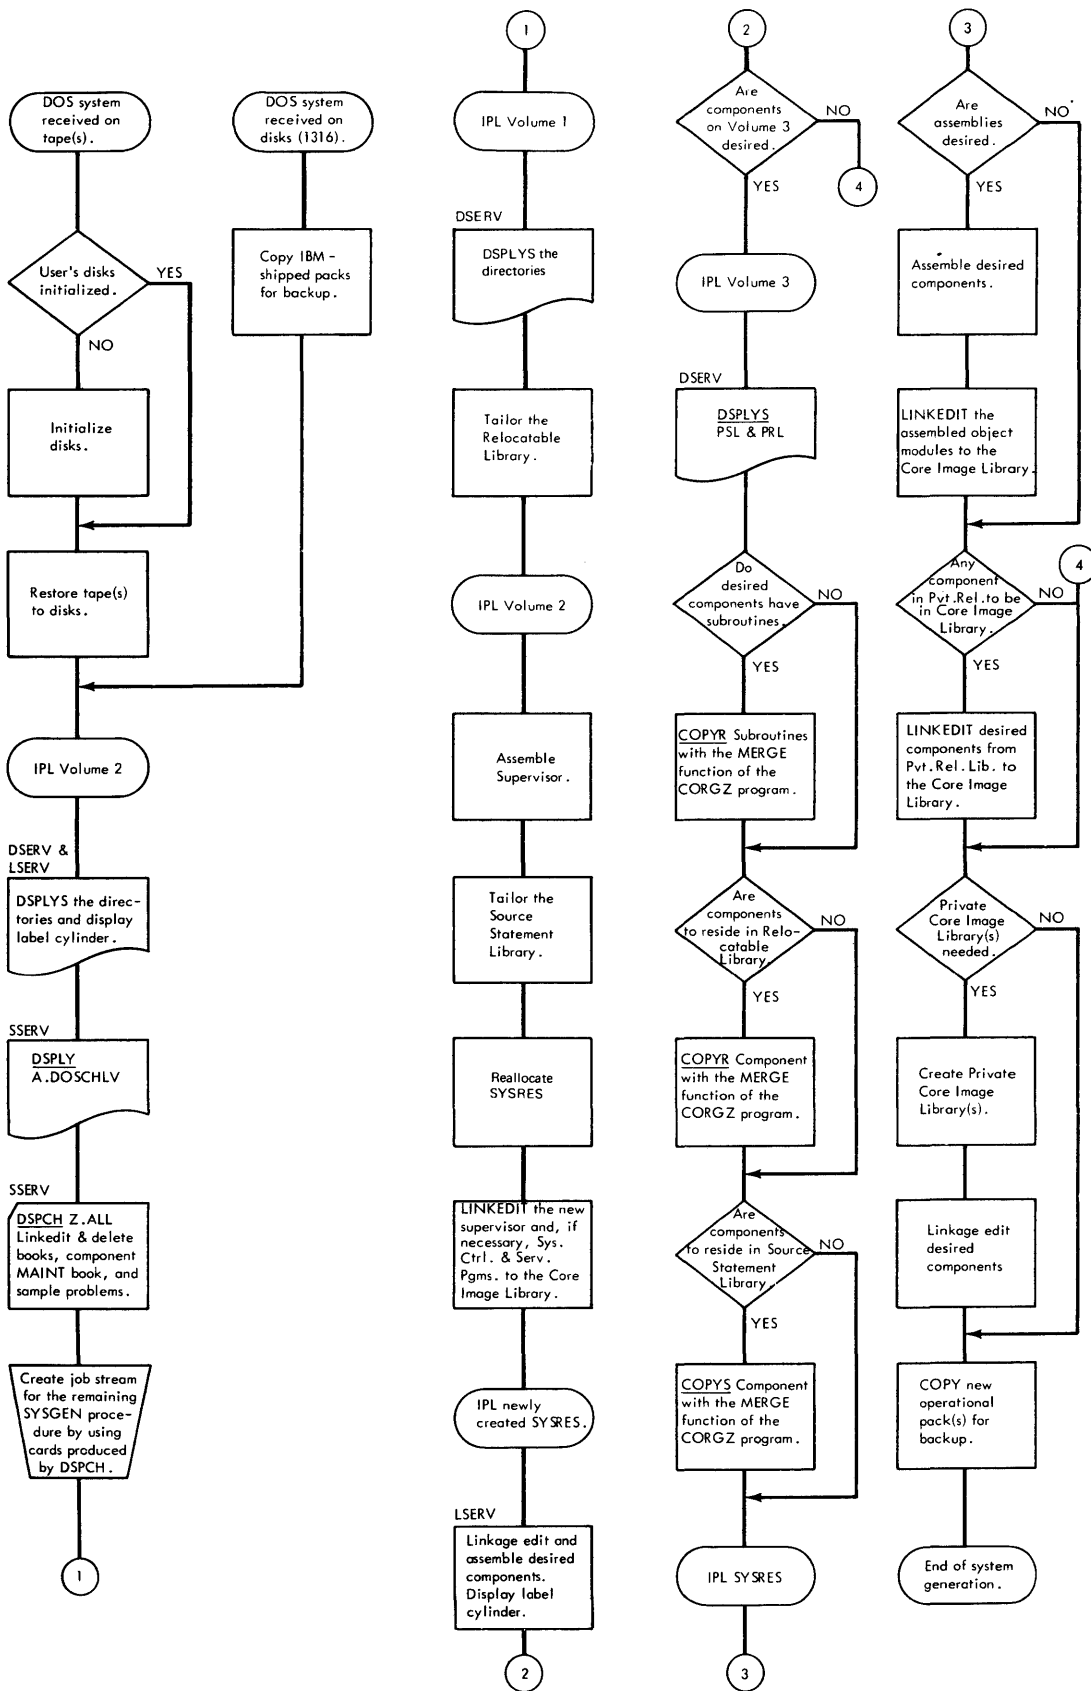 DOS system
received on
tape(s).
DOS system
received on
disks (1316).
User's disks
initialized.
YES
NO
Copy IBM -
shipped packs
for backup.
Initialize
disks.
Restore tape(s)
to disks.
IPL Volume 2
DSERV &
LSERV
DSPLYS the direc-
tories and display
label cylinder.
SSERV
DSPLY
A.DOSCHLV
SSERV
DSPCH Z.ALL
Linkedit & delete
books, component
MAINT book, and
sample problems.
Create job stream
for the remaining
SYSGEN proce-
dure by using
cards produced
by DSPCH.
1
1
IPL Volume 1
DSERV
DSPLYS the
directories
Tailor the
Relocatable
Library.
IPL Volume 2
Assemble
Supervisor.
Tailor the
Source
Statement
Library.
Reallocate
SYSRES
LINKEDIT the new
supervisor and, if
necessary, Sys.
Ctrl. & Serv.
Pgms. to the Core
Image Library.
IPL newly
created SYSRES.
LSERV
Linkage edit and
assemble desired
components.
Display label
cylinder.
2
2
Are
components
on Volume 3
desired.
NO
4
YES
IPL Volume 3
DSERV
DSPLYS
PSL & PRL
Do
desired
components have
subroutines.
NO
YES
COPYR Subroutines
with the MERGE
function of the
CORGZ program.
Are
components
to reside in Relo-
catable
Library.
NO
YES
COPYR Component
with the MERGE
function of the
CORGZ program.
Are
components
to reside in Source
Statement
Library.
NO
YES
COPYS Component
with the MERGE
function of the
CORGZ program.
IPL SYSRES
3
3
Are
assemblies
desired.
NO
YES
Assemble desired
components.
LINKEDIT the
assembled object
modules to the
Core Image Library.
4
Any
component
in Pvt.Rel.to be
in Core Image
Library.
NO
YES
LINKEDIT desired
components from
Pvt.Rel.Lib. to
the Core Image
Library.
Private
Core Image
Library(s)
needed.
NO
YES
Create Private
Core Image
Library(s).
Linkage edit
desired
components
COPY new
operational
pack(s) for
backup.
End of system
generation.